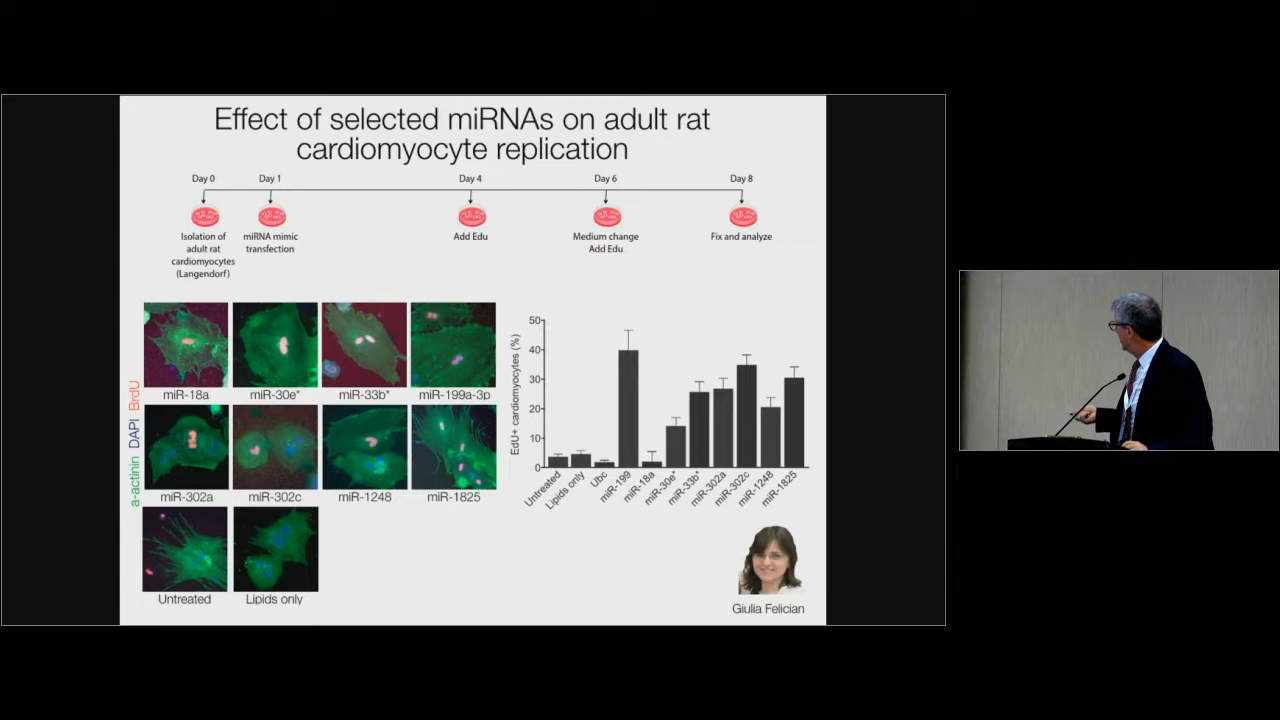 Effect of selected miRNAs on adult rat
cardiomyocyte replication
Day 0
Day 1
Day 4
Day 6
Day 8
Isolation of
adult rat
cardiomyocytes
(Langendorf)
miRNA mimic
transfection
Add Edu
Medium change
Add Edu
Fix and analyze
a-actinin DAPI BrdU
miR-18a
miR-30e*
miR-33b*
miR-199a-3p
miR-302a
miR-302c
miR-1248
miR-1825
Untreated
Lipids only
EdU+ cardiomyocytes (%)
50
40
30
20
10
0
Untreated
Lipids only
Ubc
miR-199
miR-18a
miR-30e*
miR-33b*
miR-302a
miR-302c
miR-1248
miR-1825
Giulia Felician